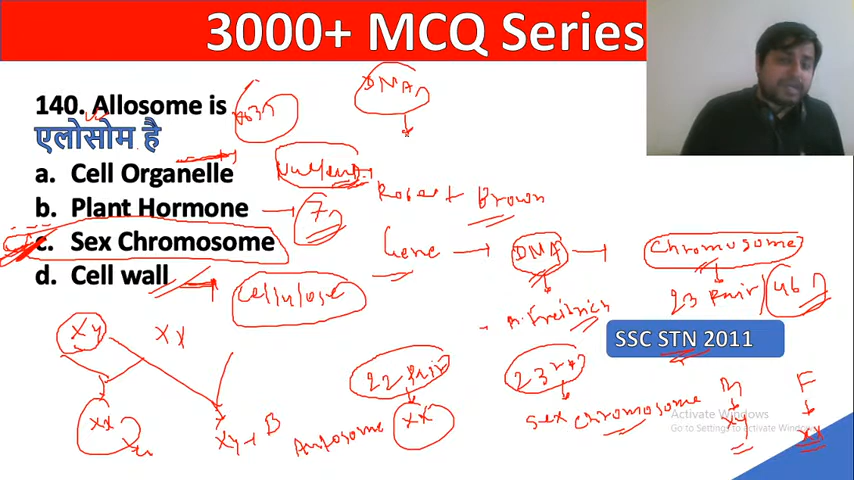 3000+ MCQ Series
140. Allosome is
एलोसोम है
a. Cell Organelle
b. Plant Hormone
c. Sex Chromosome
d. Cell wall
DNA
Robert Brown
7
Gene
DNA
Chromosome
23 Pair/46
Cellulose
SSC STN 2011
XY
XX
22 Pair
23rd
M
F
XX
XX
Sex Chromosome
XY
XX
XY
B
Activate Windows
Go to Settings to activate Windows.